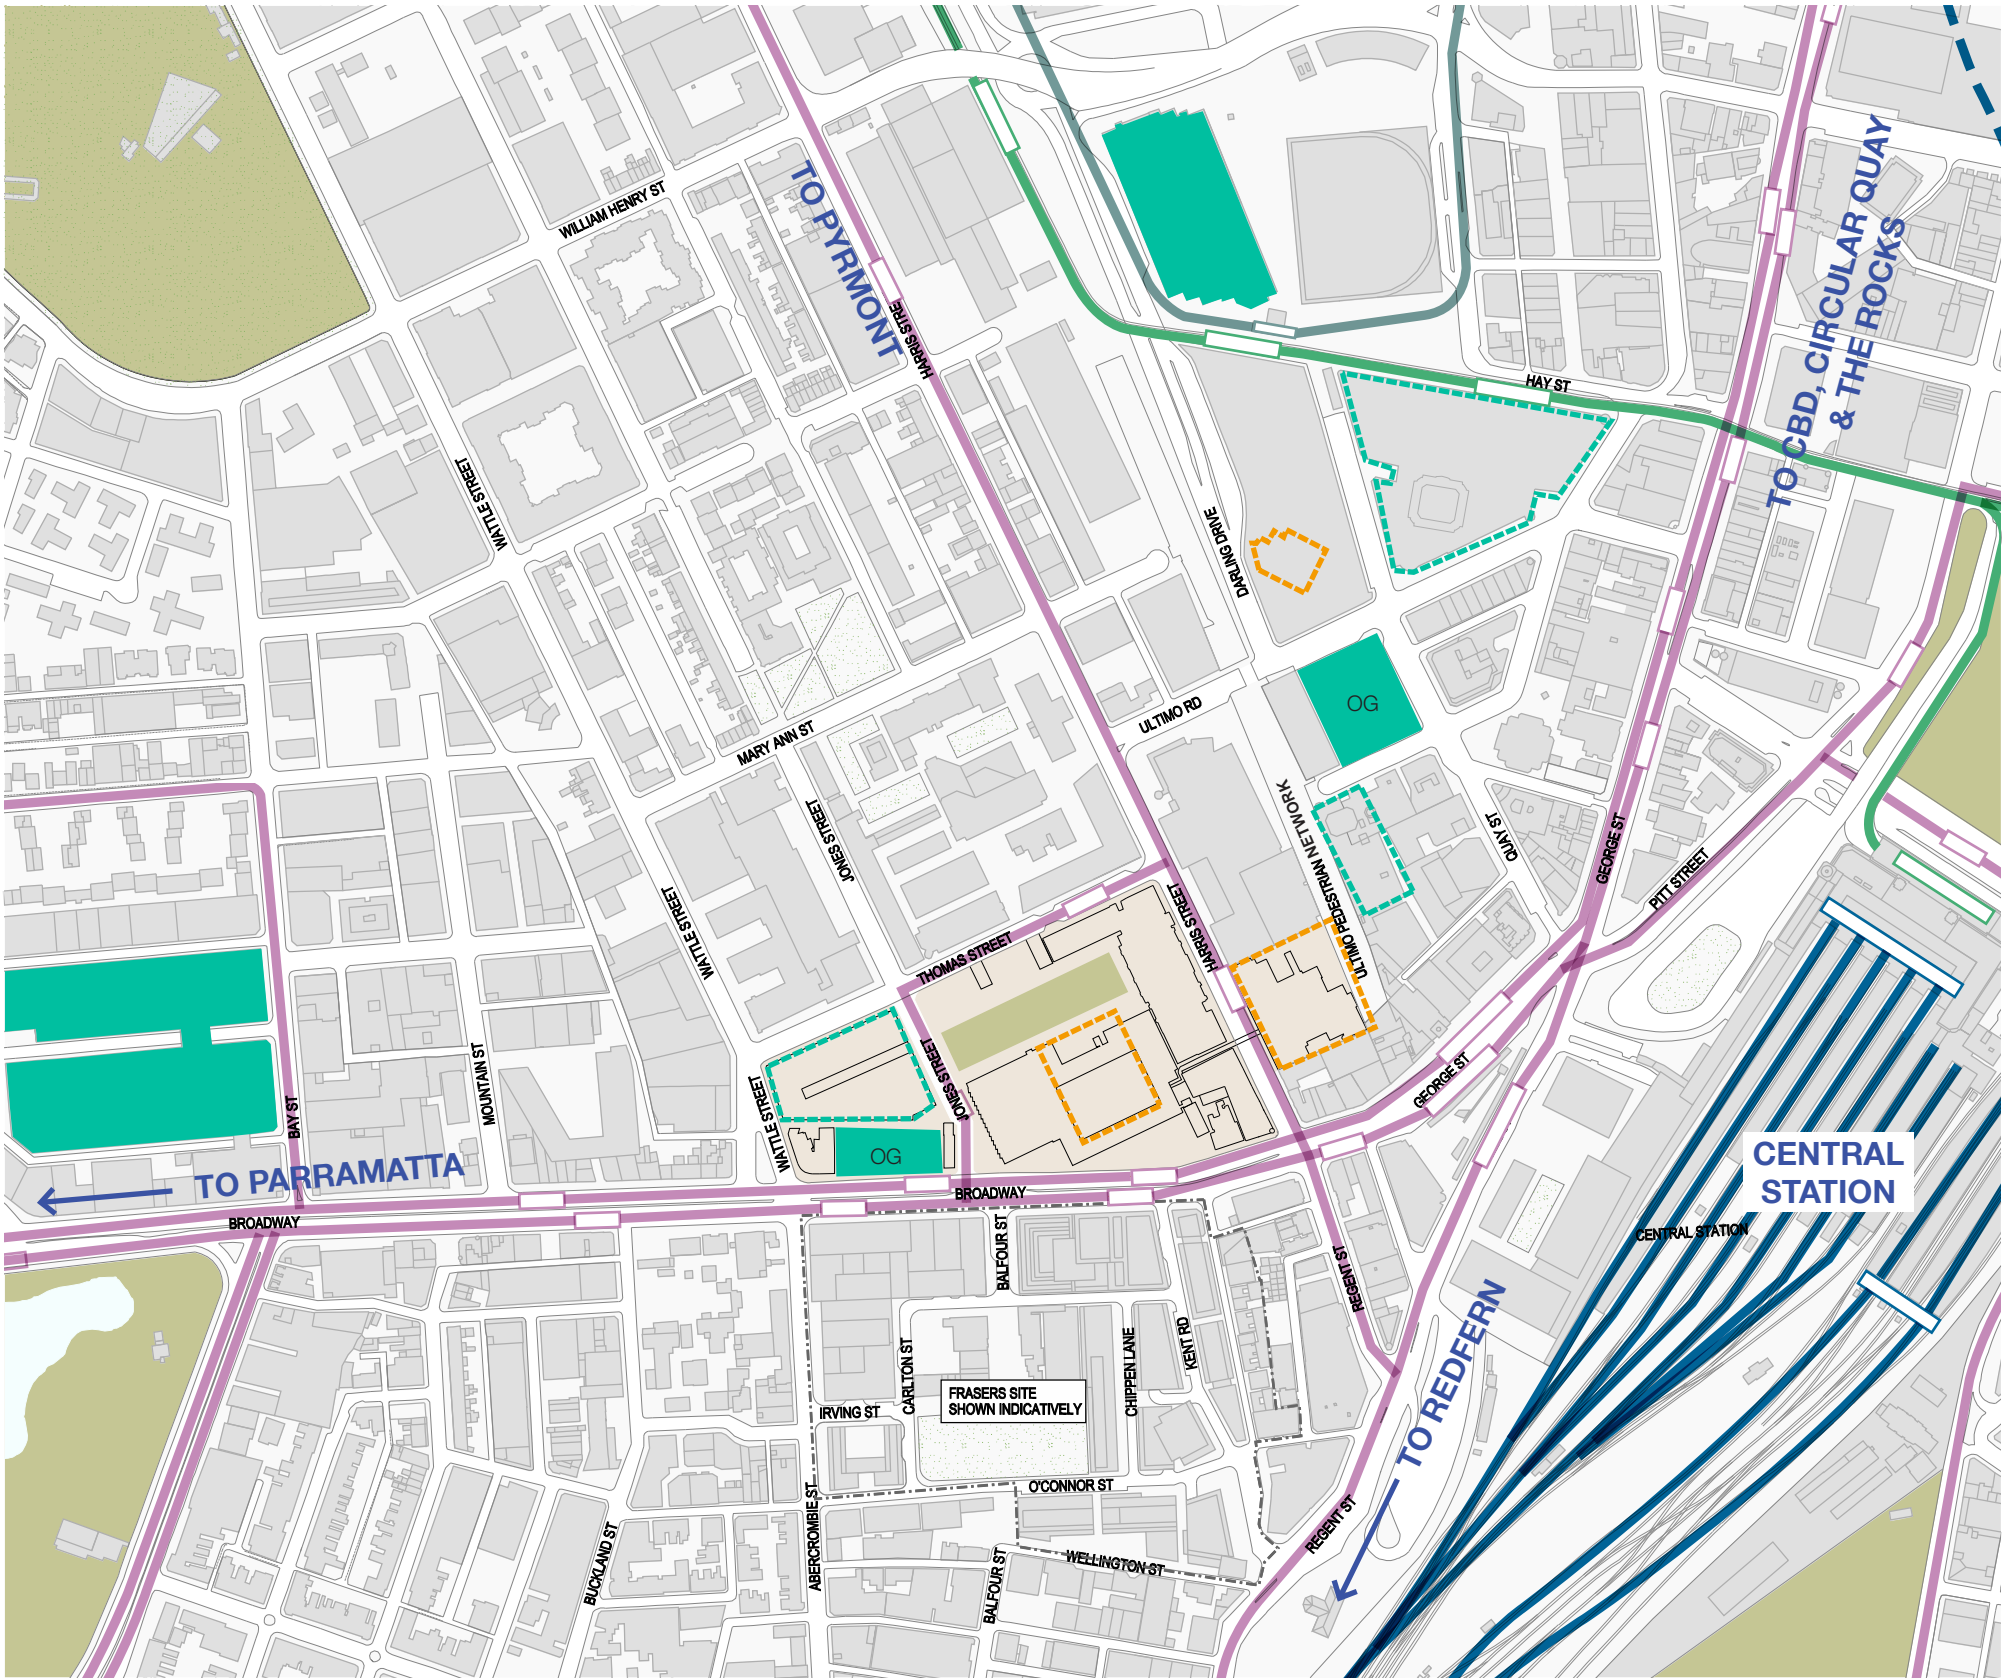 WILLIAM HENRY ST
TO PYRMONT
HARRIS STRE
TO CBD, CIRCULAR QUAY
& THE ROCKS
HAY ST
WATTLE STREET
DARLING DRIVE
OG
ULTIMO RD
MARY ANN ST
JONES STREET
ULTIMO PEDESTRIAN NETWORK
QUAY ST
GEORGE ST
PITT STREET
WATTLE STREET
HARRIS STREET
THOMAS STREET
JONES STREET
WATTLE STREET
MOUNTAIN ST
BAY ST
GEORGE ST
OG
TO PARRAMATTA
BROADWAY
BROADWAY
CENTRAL
STATION
CENTRAL STATION
BALFOUR ST
REGENT ST
TO REDFERN
CARLTON ST
CHIPPEN LANE
KENT RD
FRASERS SITE
SHOWN INDICATIVELY
IRVING ST
O'CONNOR ST
ABERCROMBIE ST
BUCKLAND ST
BALFOUR ST
WELLINGTON ST
REGENT ST